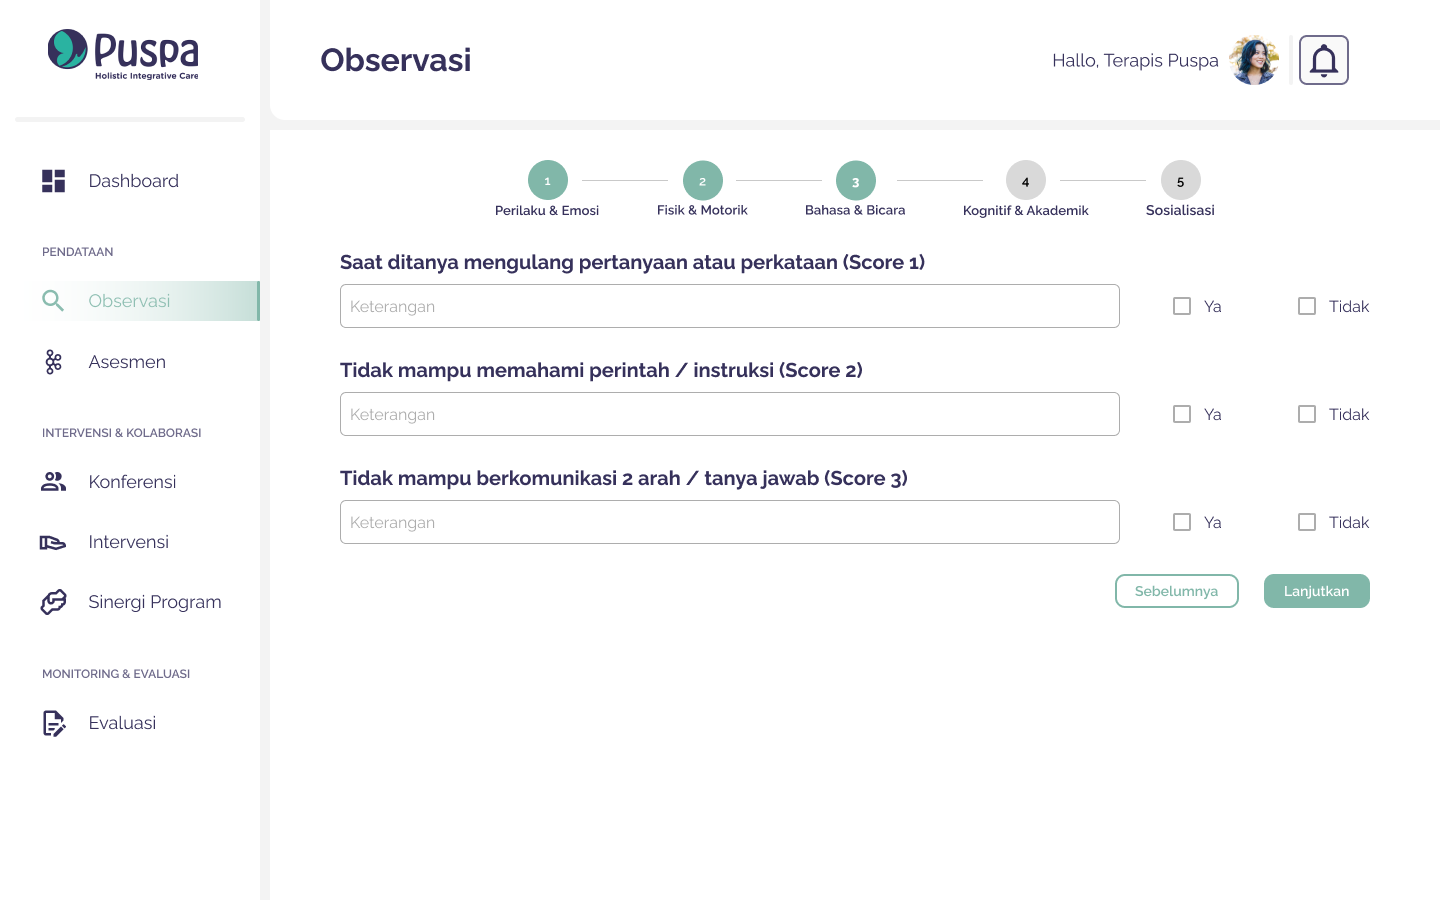 Puspa
Holistic Integrative Care
Observasi
Hallo, Terapis Puspa
Dashboard
PENDATAAN
Observasi
Asesmen
INTERVENSI & KOLABORASI
Konferensi
Intervensi
Sinergi Program
MONITORING & EVALUASI
Evaluasi
1
2
3
4
5
Perilaku & Emosi
Fisik & Motorik
Bahasa & Bicara
Kognitif & Akademik
Sosialisasi
Saat ditanya mengulang pertanyaan atau perkataan (Score 1)
Keterangan
Ya
Tidak
Tidak mampu memahami perintah / instruksi (Score 2)
Keterangan
Ya
Tidak
Tidak mampu berkomunikasi 2 arah / tanya jawab (Score 3)
Keterangan
Ya
Tidak
Sebelumnya
Lanjutkan